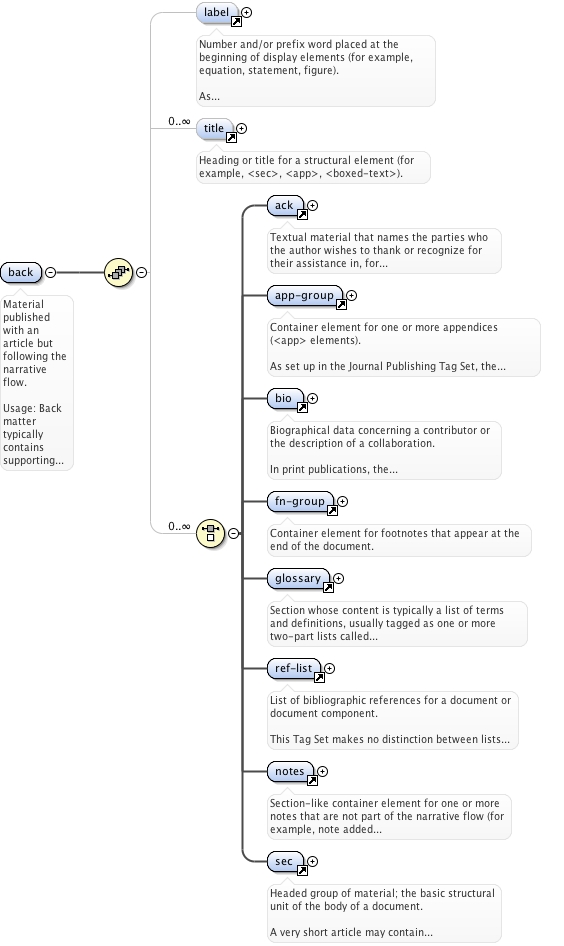 label
Number and/or prefix word placed at the
beginning of display elements (for example,
equation, statement, figure).
As...
0..∞
title
Heading or title for a structural element (for
example, <sec>, <app>, <boxed-text>).
ack
Textual material that names the parties who
the author wishes to thank or recognize for
their assistance in, for...
back
Material
published
with an
article but
following the
narrative
flow.
Usage: Back
matter
typically
contains
supporting...
app-group
Container element for one or more appendices
(<app> elements).
As set up in the Journal Publishing Tag Set, the...
bio
Biographical data concerning a contributor or
the description of a collaboration.
In print publications, the...
fn-group
0..∞
Container element for footnotes that appear at the
end of the document.
glossary
Section whose content is typically a list of terms
and definitions, usually tagged as one or more
two-part lists called...
ref-list
List of bibliographic references for a document or
document component.
This Tag Set makes no distinction between lists...
notes
Section-like container element for one or more
notes that are not part of the narrative flow (for
example, note added...
sec
Headed group of material; the basic structural
unit of the body of a document.
A very short article may contain...